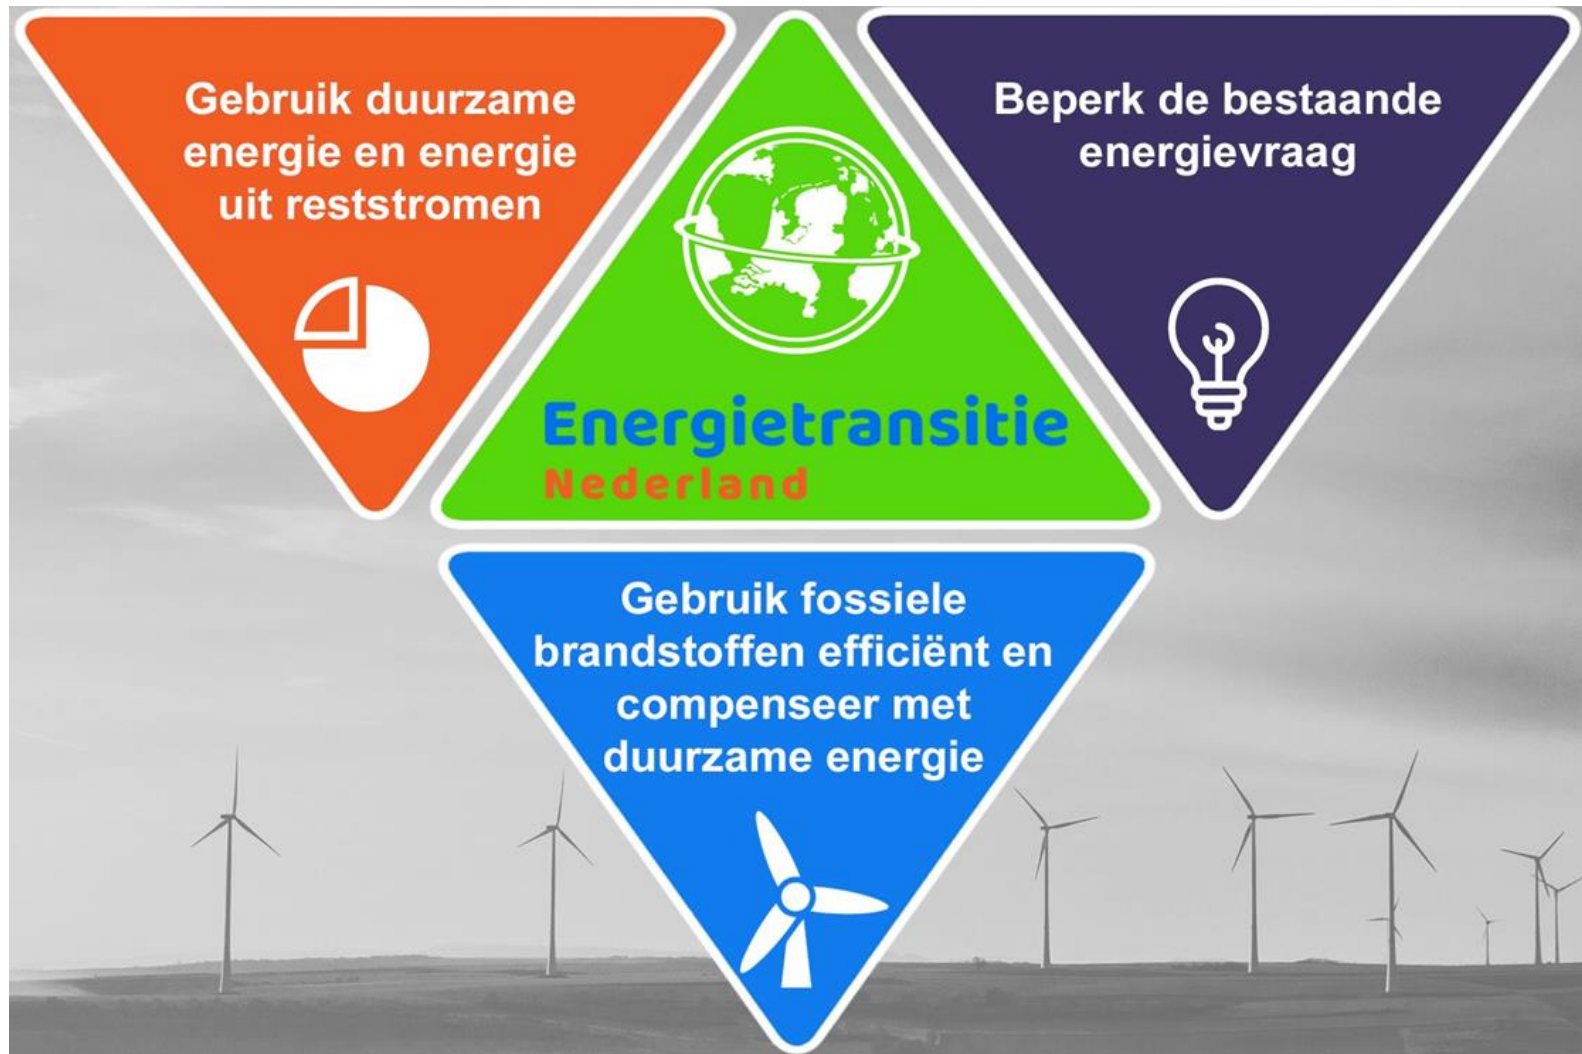 Gebruik duurzame
energie en energie
uit reststromen
Beperk de bestaande
energievraag
Energietransitie
Nederland
Gebruik fossiele
brandstoffen efficiënt en
compenseer met
duurzame energie